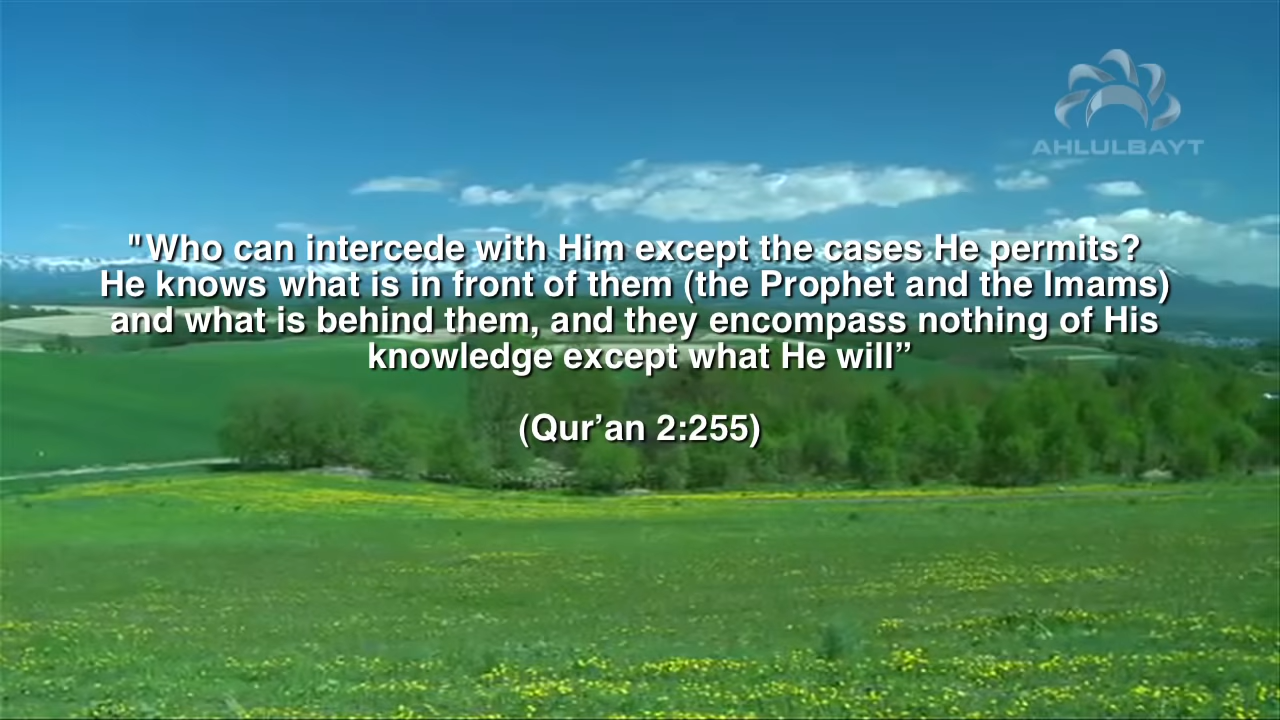 AHLULBAYT
"Who can intercede with Him except the cases He permits?
He knows what is in front of them (the Prophet and the Imams)
and what is behind them, and they encompass nothing of His
knowledge except what He will”
(Qur’an 2:255)